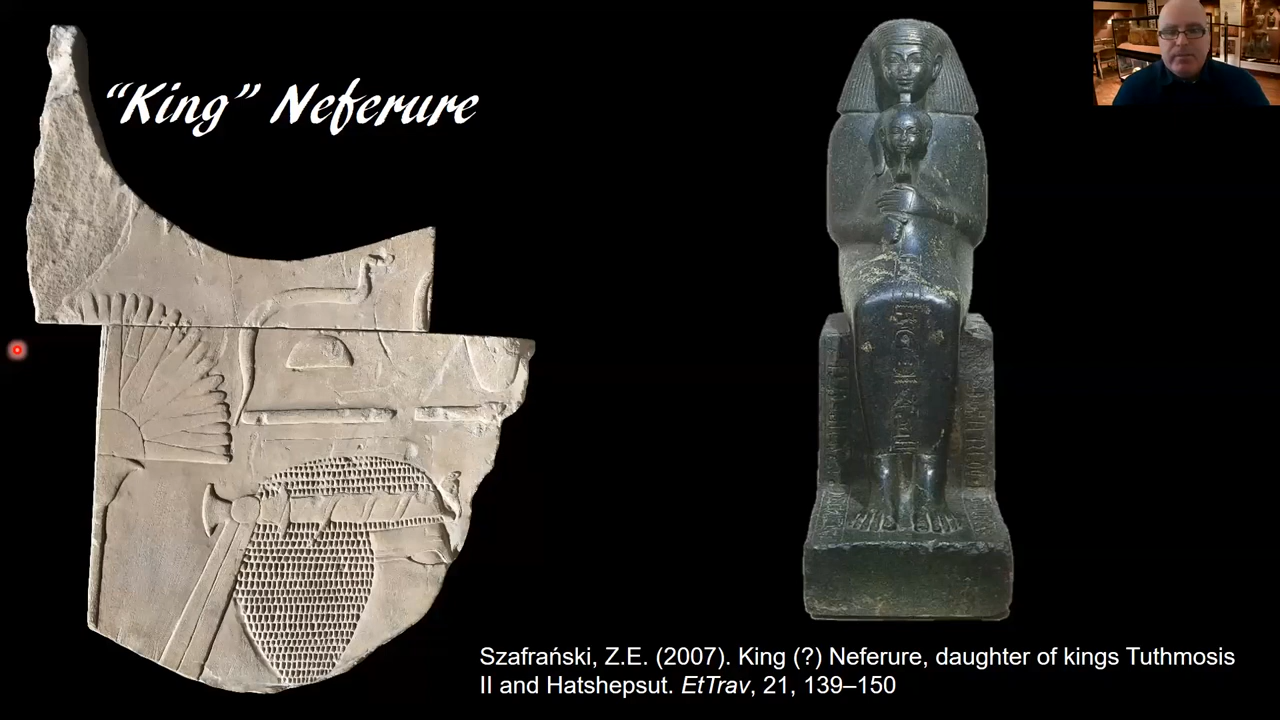 “King” Neferure
Szafrański, Z.E. (2007). King (?) Neferure, daughter of kings Tuthmosis
II and Hatshepsut. EtTrav, 21, 139–150